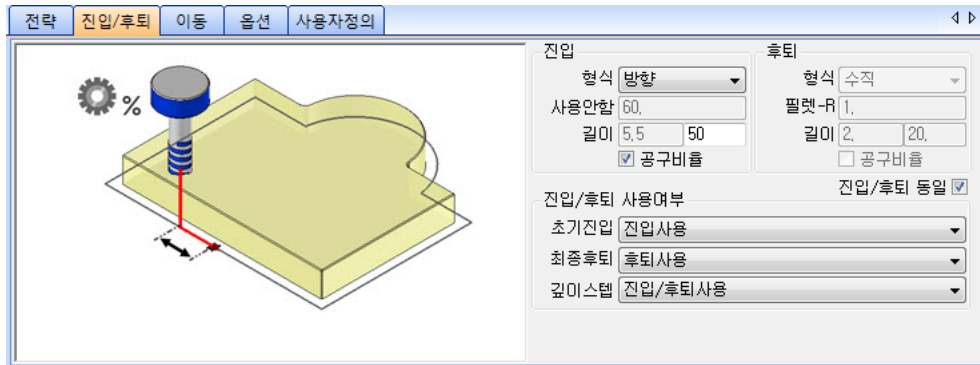 전략 진입/후퇴 이동 옵션 사용자정의
%
진입 후퇴
형식 방향 형식 수직
사용안함 60, 필렛-R 1,
길이 5,5 50 길이 2, 20,
공구비율 공구비율
진입/후퇴 동일
진입/후퇴 사용여부
초기진입 진입사용
최종후퇴 후퇴사용
깊이스텝 진입/후퇴사용